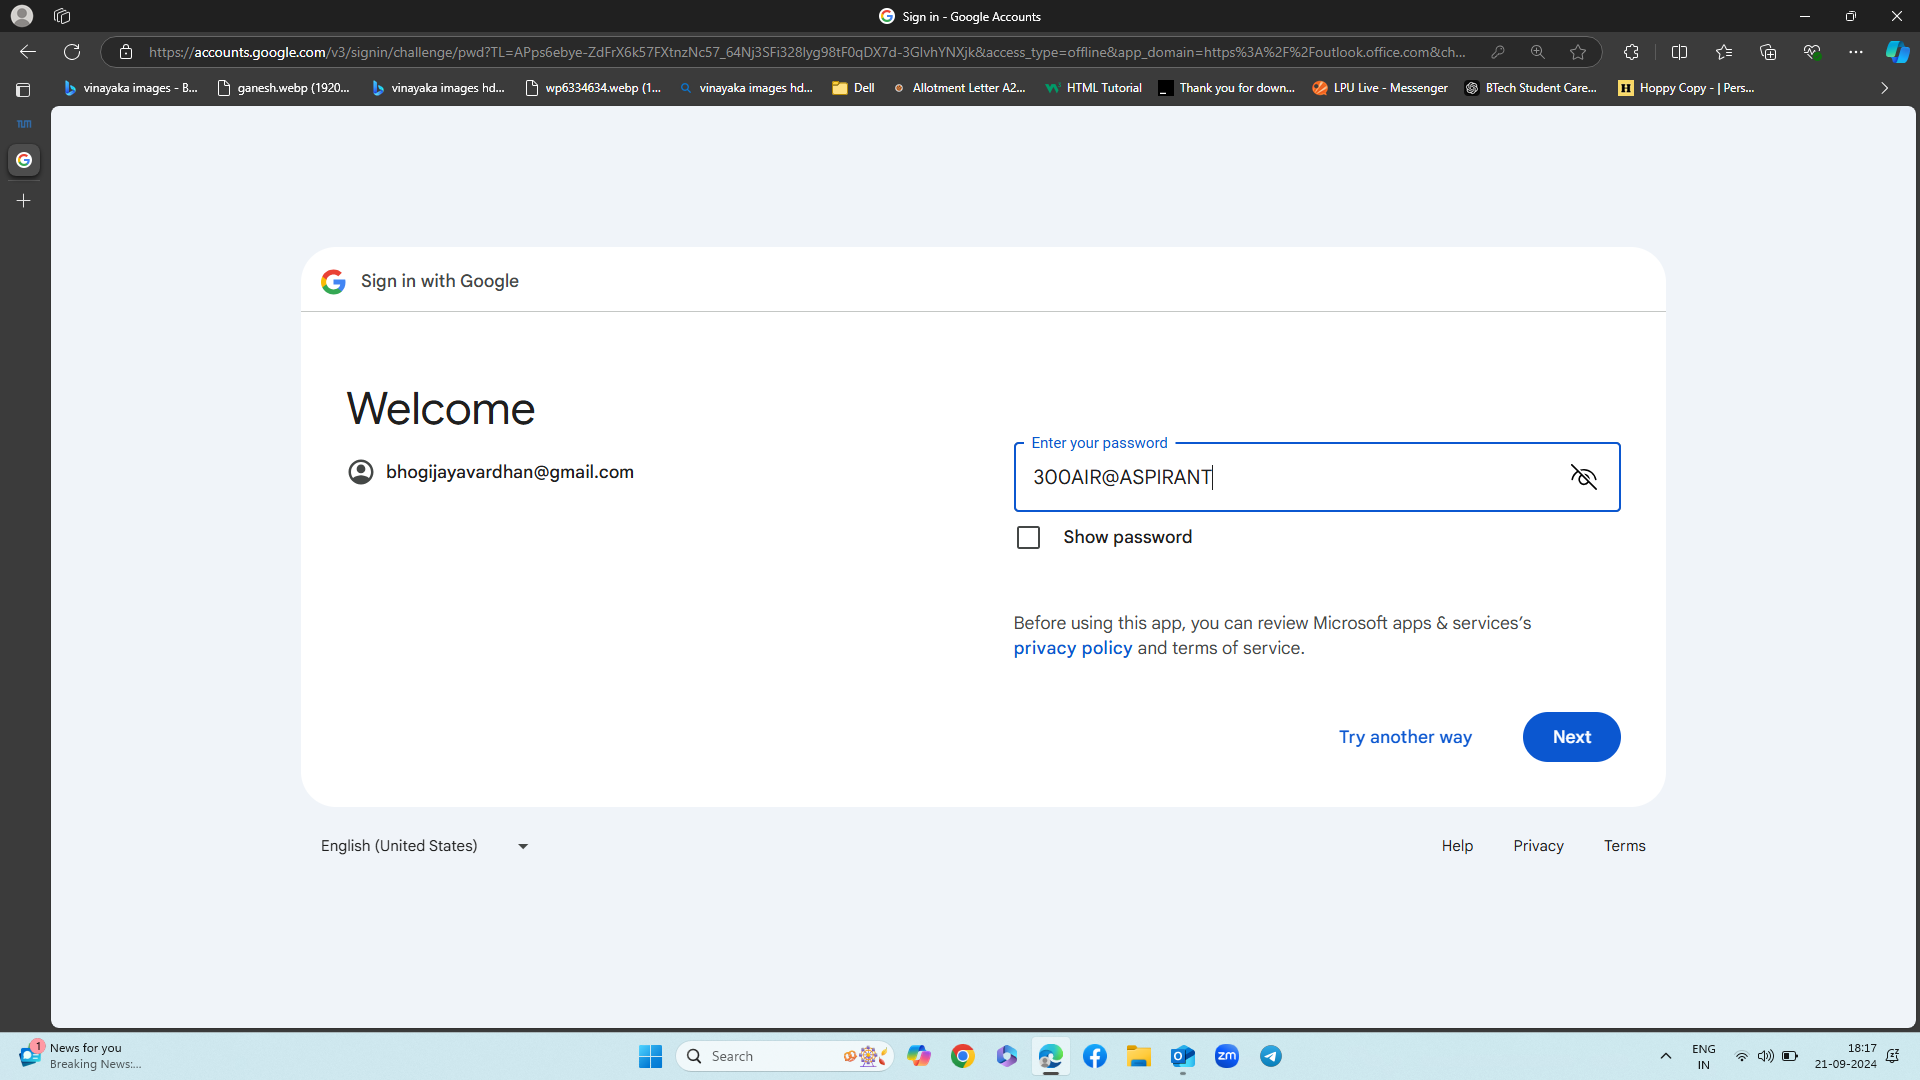 Sign in - Google Accounts
https://accounts.google.com/v3/signin/challenge/pwd?TL=APps6ebye-ZdFrX6k57FXtnzNc57_64Nj3SFi328lyg98tF0qDX7d-3GlvhYNXjk&access_type=offline&app_domain=https%3A%2F%2Foutlook.office.com&ch...
vinayaka images - B... ganesh.webp (1920... vinayaka images hd... wp6334634.webp (1... vinayaka images hd... Dell Allotment Letter A2... HTML Tutorial Thank you for down... LPU Live - Messenger BTech Student Care... Hoppy Copy - | Pers...
TUM
Sign in with Google
Welcome
bhogijayavardhan@gmail.com
Enter your password
300AIR@ASPIRANT
Show password
Before using this app, you can review Microsoft apps & services’s
privacy policy and terms of service.
Try another way Next
English (United States) Help Privacy Terms
1 News for you
Breaking News:...
Search
zm
ENG
IN
18:17
21-09-2024